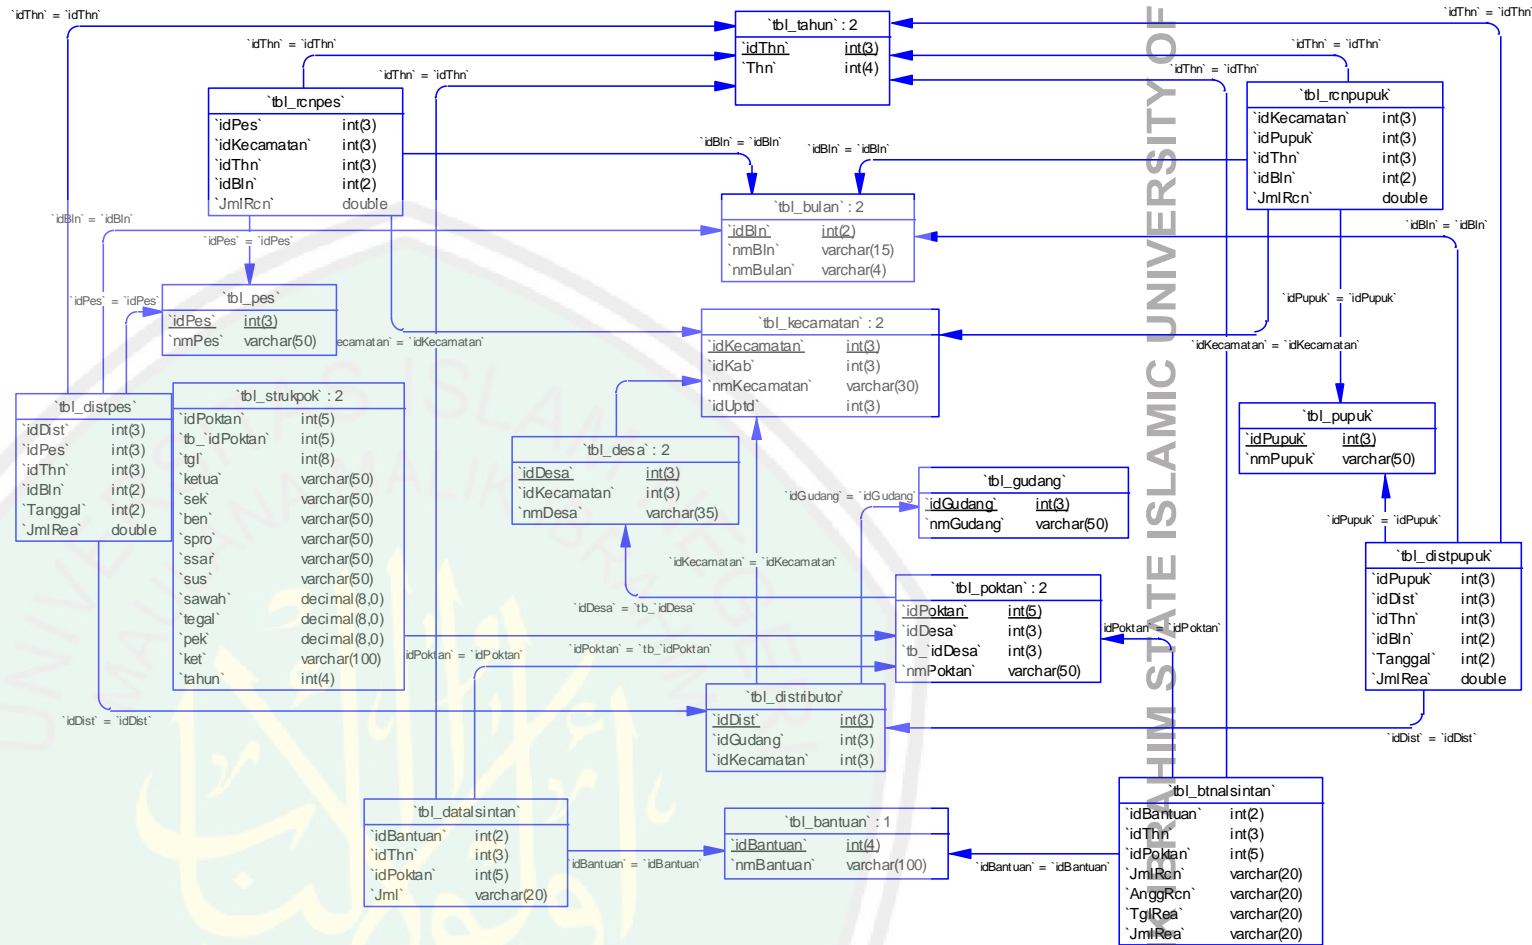 `idThn` = `idThn`
`idThn` = `idThn`
`idThn` = `idThn`
`idThn` = `idThn`
`idThn` = `idThn`
`idThn` = `idThn`
`tbl_tahun` : 2
`idThn` int(3)
`Thn` int(4)
`tbl_rcnpes`
`idPes` int(3)
`idKecamatan` int(3)
`idThn` int(3)
`idBln` int(2)
`JmlRcn` double
`tbl_rcnpupuk`
`idKecamatan` int(3)
`idPupuk` int(3)
`idThn` int(3)
`idBln` int(2)
`JmlRcn` double
`idBln` = `idBln`
`idBln` = `idBln`
`idBln` = `idBln`
`idBln` = `idBln`
`tbl_bulan` : 2
`idBln` int(2)
`nmBln` varchar(15)
`nmBulan` varchar(4)
`idPes` = `idPes`
`idPes` = `idPes`
`tbl_pes`
`idPes` int(3)
`nmPes` varchar(50)
ecamatan` = `idKecamatan`
`tbl_kecamatan` : 2
`idKecamatan` int(3)
`idKab` int(3)
`nmKecamatan` varchar(30)
`idUptd` int(3)
`idPupuk` = `idPupuk`
`idKecamatan` = `idKecamatan`
`tbl_distpes`
`idDist` int(3)
`idPes` int(3)
`idThn` int(3)
`idBln` int(2)
`Tanggal` int(2)
`JmlRea` double
`tbl_strukpok` : 2
`idPoktan` int(5)
`tb_`idPoktan` int(5)
`tgl` int(8)
`ketua` varchar(50)
`sek` varchar(50)
`ben` varchar(50)
`spro` varchar(50)
`ssar` varchar(50)
`sus` varchar(50)
`sawah` decimal(8,0)
`tegal` decimal(8,0)
`pek` decimal(8,0)
`ket` varchar(100)
`tahun` int(4)
`tbl_desa` : 2
`idDesa` int(3)
`idKecamatan` int(3)
`nmDesa` varchar(35)
`tbl_pupuk`
`idPupuk` int(3)
`nmPupuk` varchar(50)
`idGudang` = `idGudang`
`tbl_gudang`
`idGudang` int(3)
`nmGudang` varchar(50)
`idPupuk` = `idPupuk`
`idKecamatan` = `idKecamatan`
`tbl_distpupuk`
`idPupuk` int(3)
`idDist` int(3)
`idThn` int(3)
`idBln` int(2)
`Tanggal` int(2)
`JmlRea` double
`idDesa` = `tb_`idDesa`
`tbl_poktan` : 2
`idPoktan` int(5)
`idDesa` int(3)
`tb_`idDesa` int(3)
`nmPoktan` varchar(50)
idPoktan` = `idPoktan`
idPoktan` = `idPoktan`
`idPoktan` = `tb_`idPoktan`
`tbl_distributor`
`idDist` int(3)
`idGudang` int(3)
`idKecamatan` int(3)
`idDist` = `idDist`
`idDist` = `idDist`
`tbl_datalsintan`
`idBantuan` int(2)
`idThn` int(3)
`idPoktan` int(5)
`Jml` varchar(20)
idBantuan` = `idBantuan`
`tbl_bantuan` : 1
`idBantuan` int(4)
`nmBantuan` varchar(100)
`idBantuan` = `idBantuan`
`tbl_btnalsintan`
`idBantuan` int(2)
`idThn` int(3)
`idPoktan` int(5)
`JmlRcn` varchar(20)
`AnggRcn` varchar(20)
`TglRea` varchar(20)
`JmlRea` varchar(20)
IBRAHIM STATE ISLAMIC UNIVERSITY OF